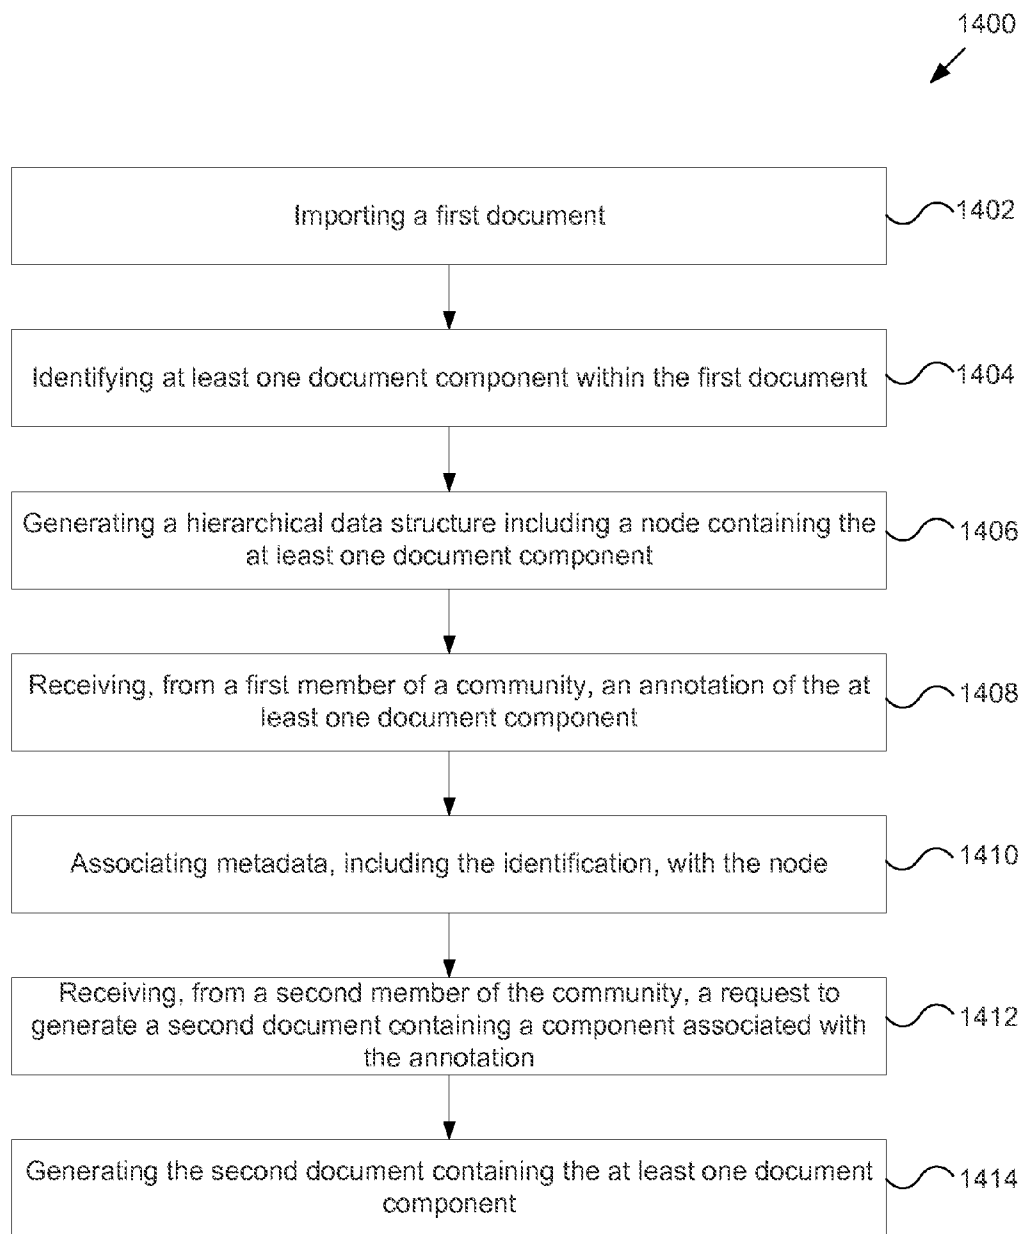 1400
Importing a first document
1402
Identifying at least one document component within the first document
1404
Generating a hierarchical data structure including a node containing the
at least one document component
1406
Receiving, from a first member of a community, an annotation of the at
least one document component
1408
Associating metadata, including the identification, with the node
1410
Receiving, from a second member of the community, a request to
generate a second document containing a component associated with
the annotation
1412
Generating the second document containing the at least one document
component
1414